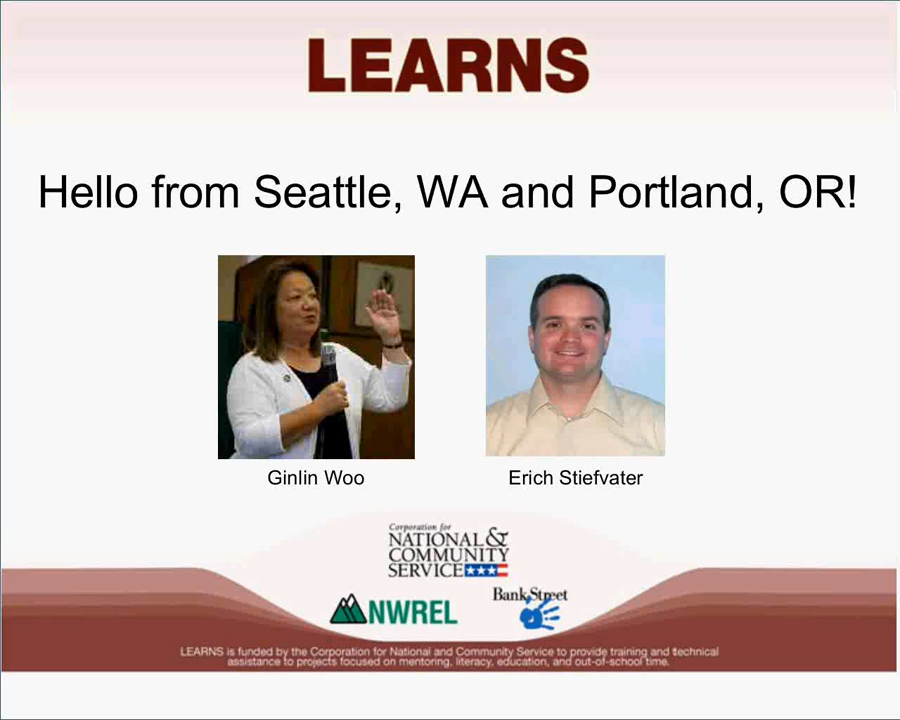 LEARNS
Hello from Seattle, WA and Portland, OR!
Ginlin Woo
Erich Stiefvater
Corporation for
NATIONAL &
COMMUNITY
SERVICE
NWREL
Bank Street
LEARNS is funded by the Corporation for National and Community Service to provide training and technical
assistance to projects focused on mentoring, literacy, education, and out-of-school time.